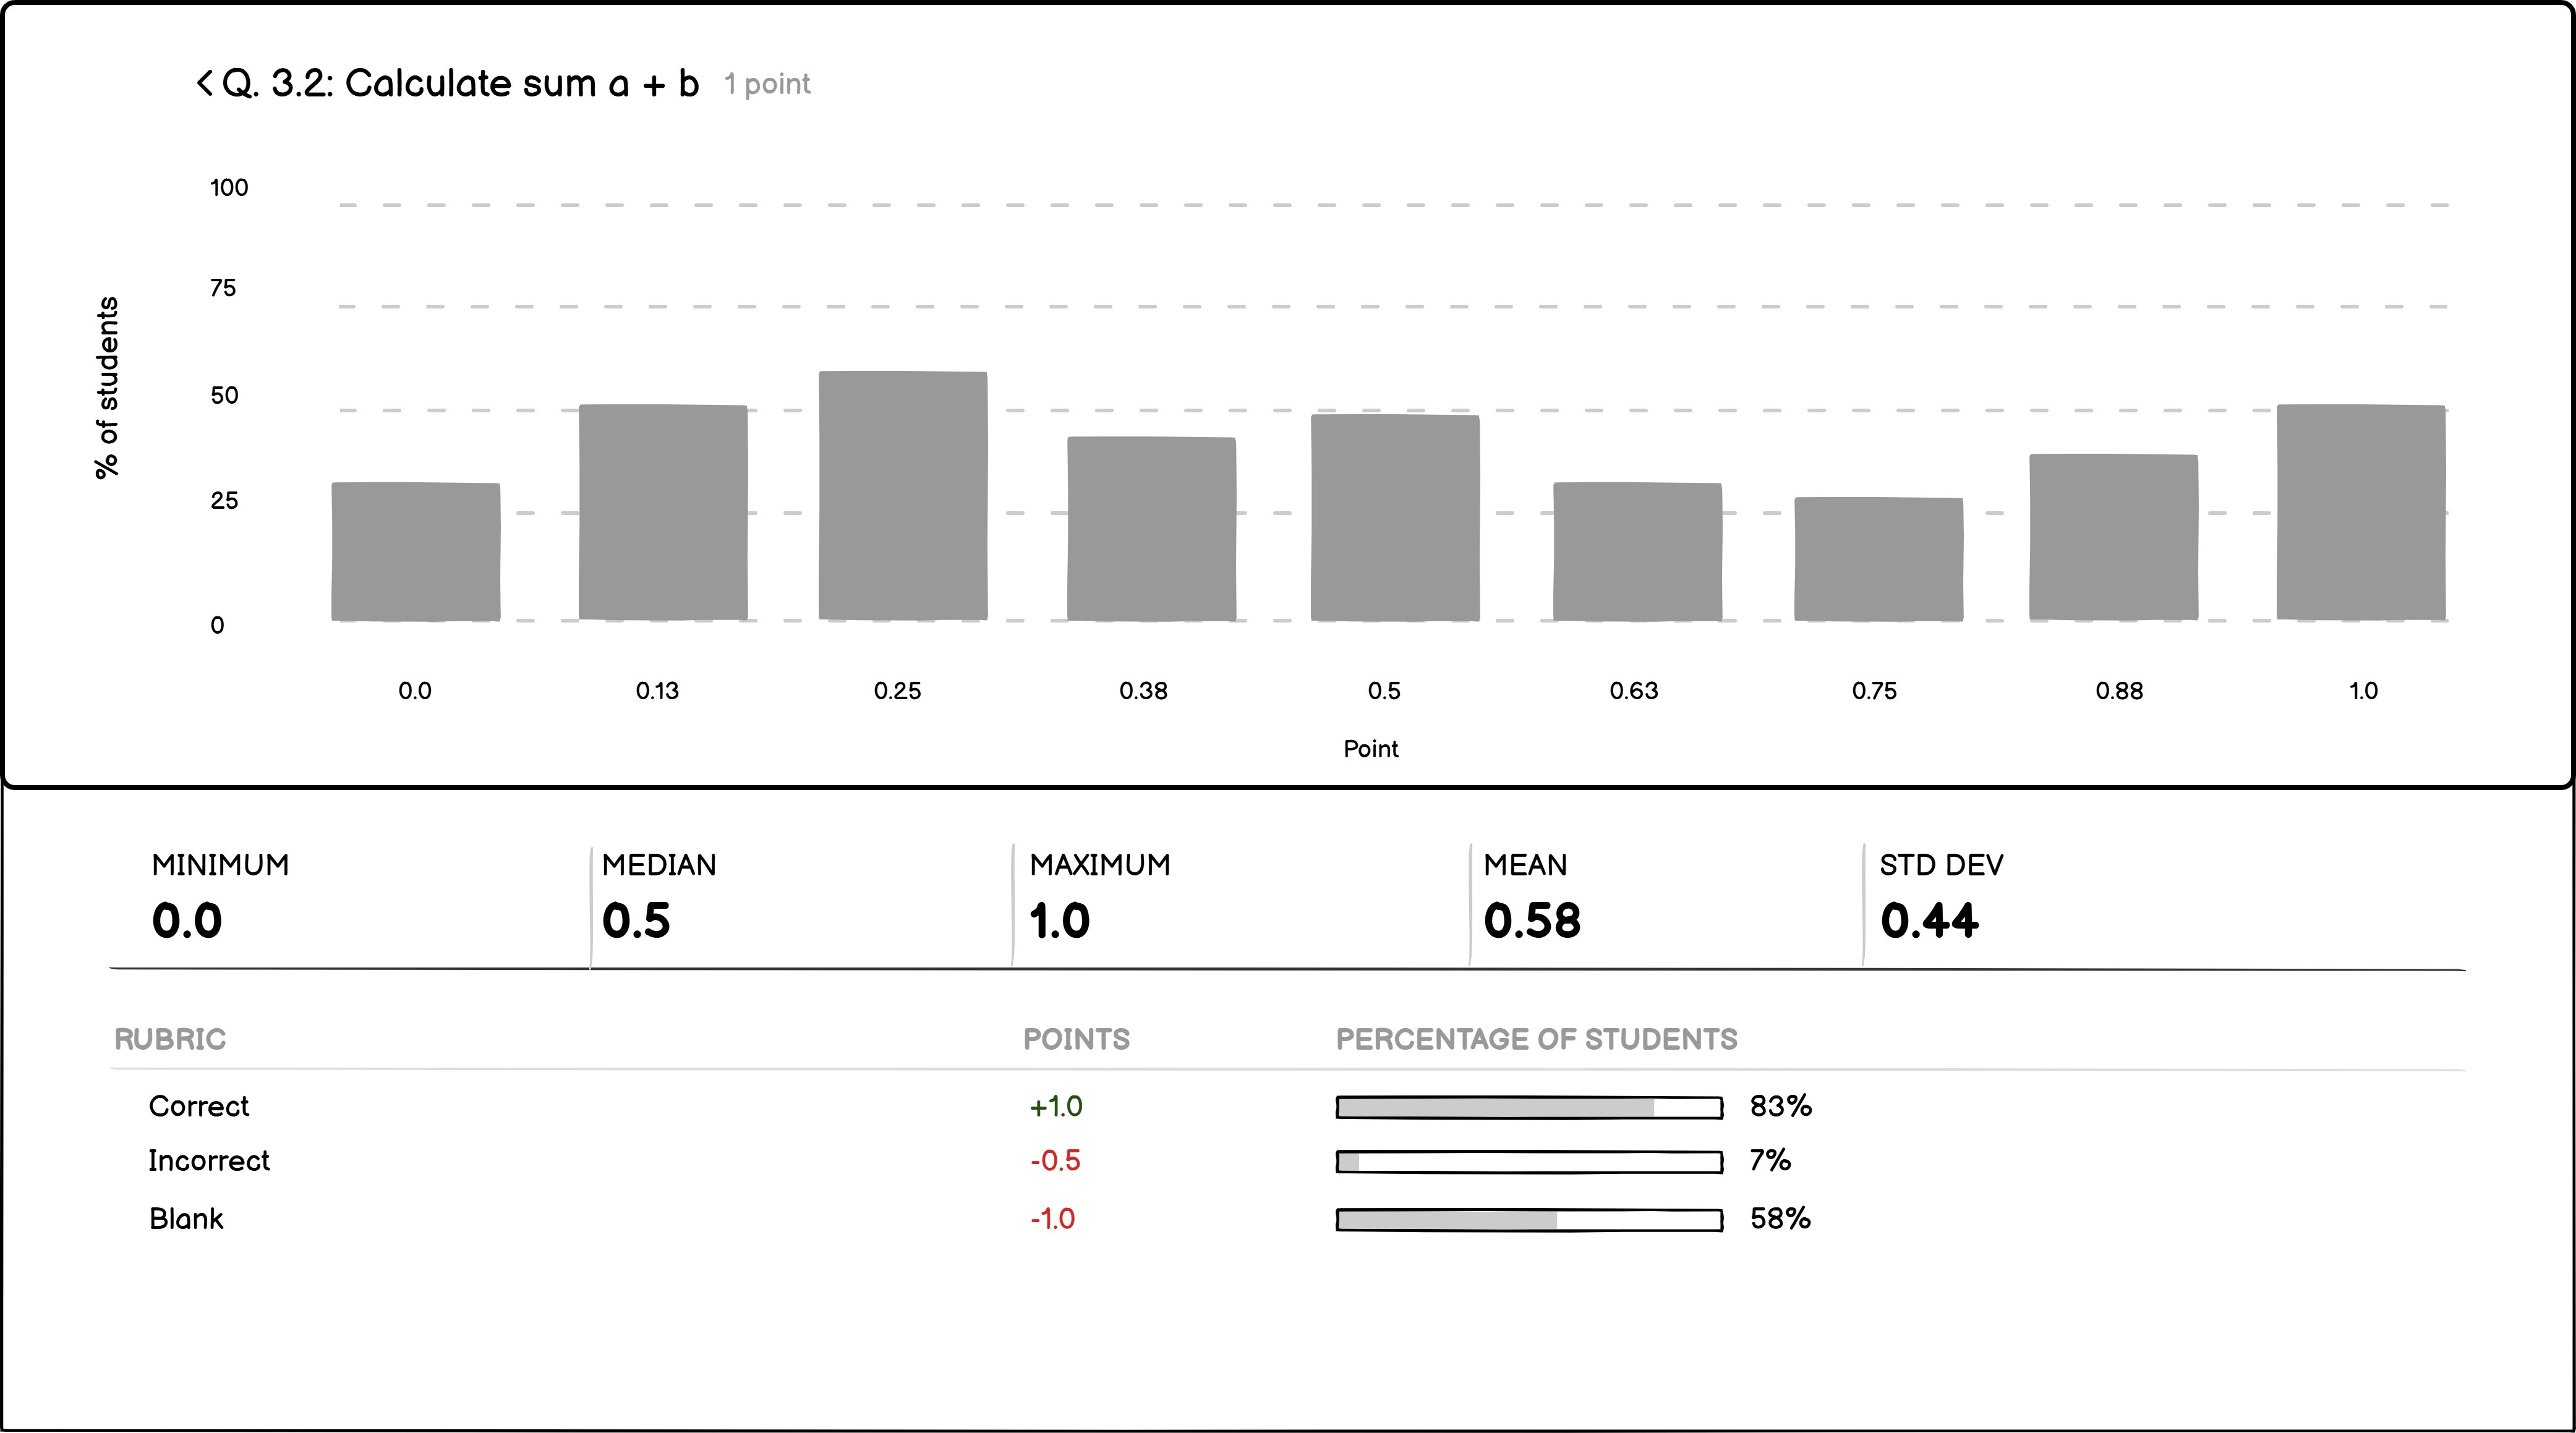 < Q. 3.2: Calculate sum a + b 1 point
100
75
50
25
0
% of students
0.0 0.13 0.25 0.38 0.5 0.63 0.75 0.88 1.0
Point
MINIMUM MEDIAN MAXIMUM MEAN STD DEV
0.0 0.5 1.0 0.58 0.44
RUBRIC POINTS PERCENTAGE OF STUDENTS
Correct +1.0 83%
Incorrect -0.5 7%
Blank -1.0 58%